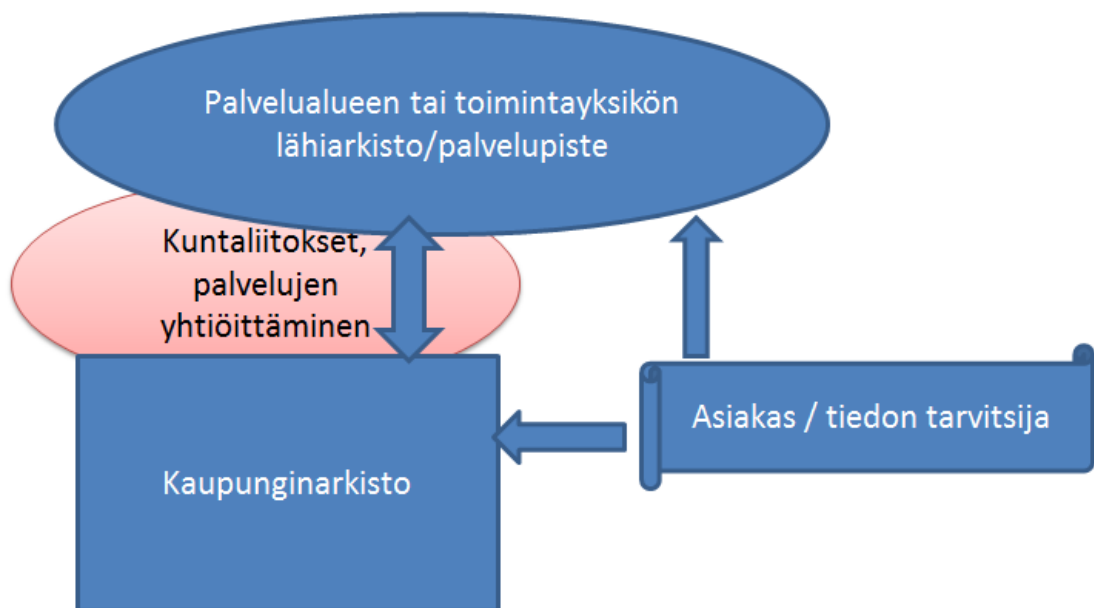 Palvelualueen tai toimintayksikön
lähiarkisto/palvelupiste
Kuntaliitokset,
palvelujen
yhtiöittäminen
Asiakas / tiedon tarvitsija
Kaupunginarkisto